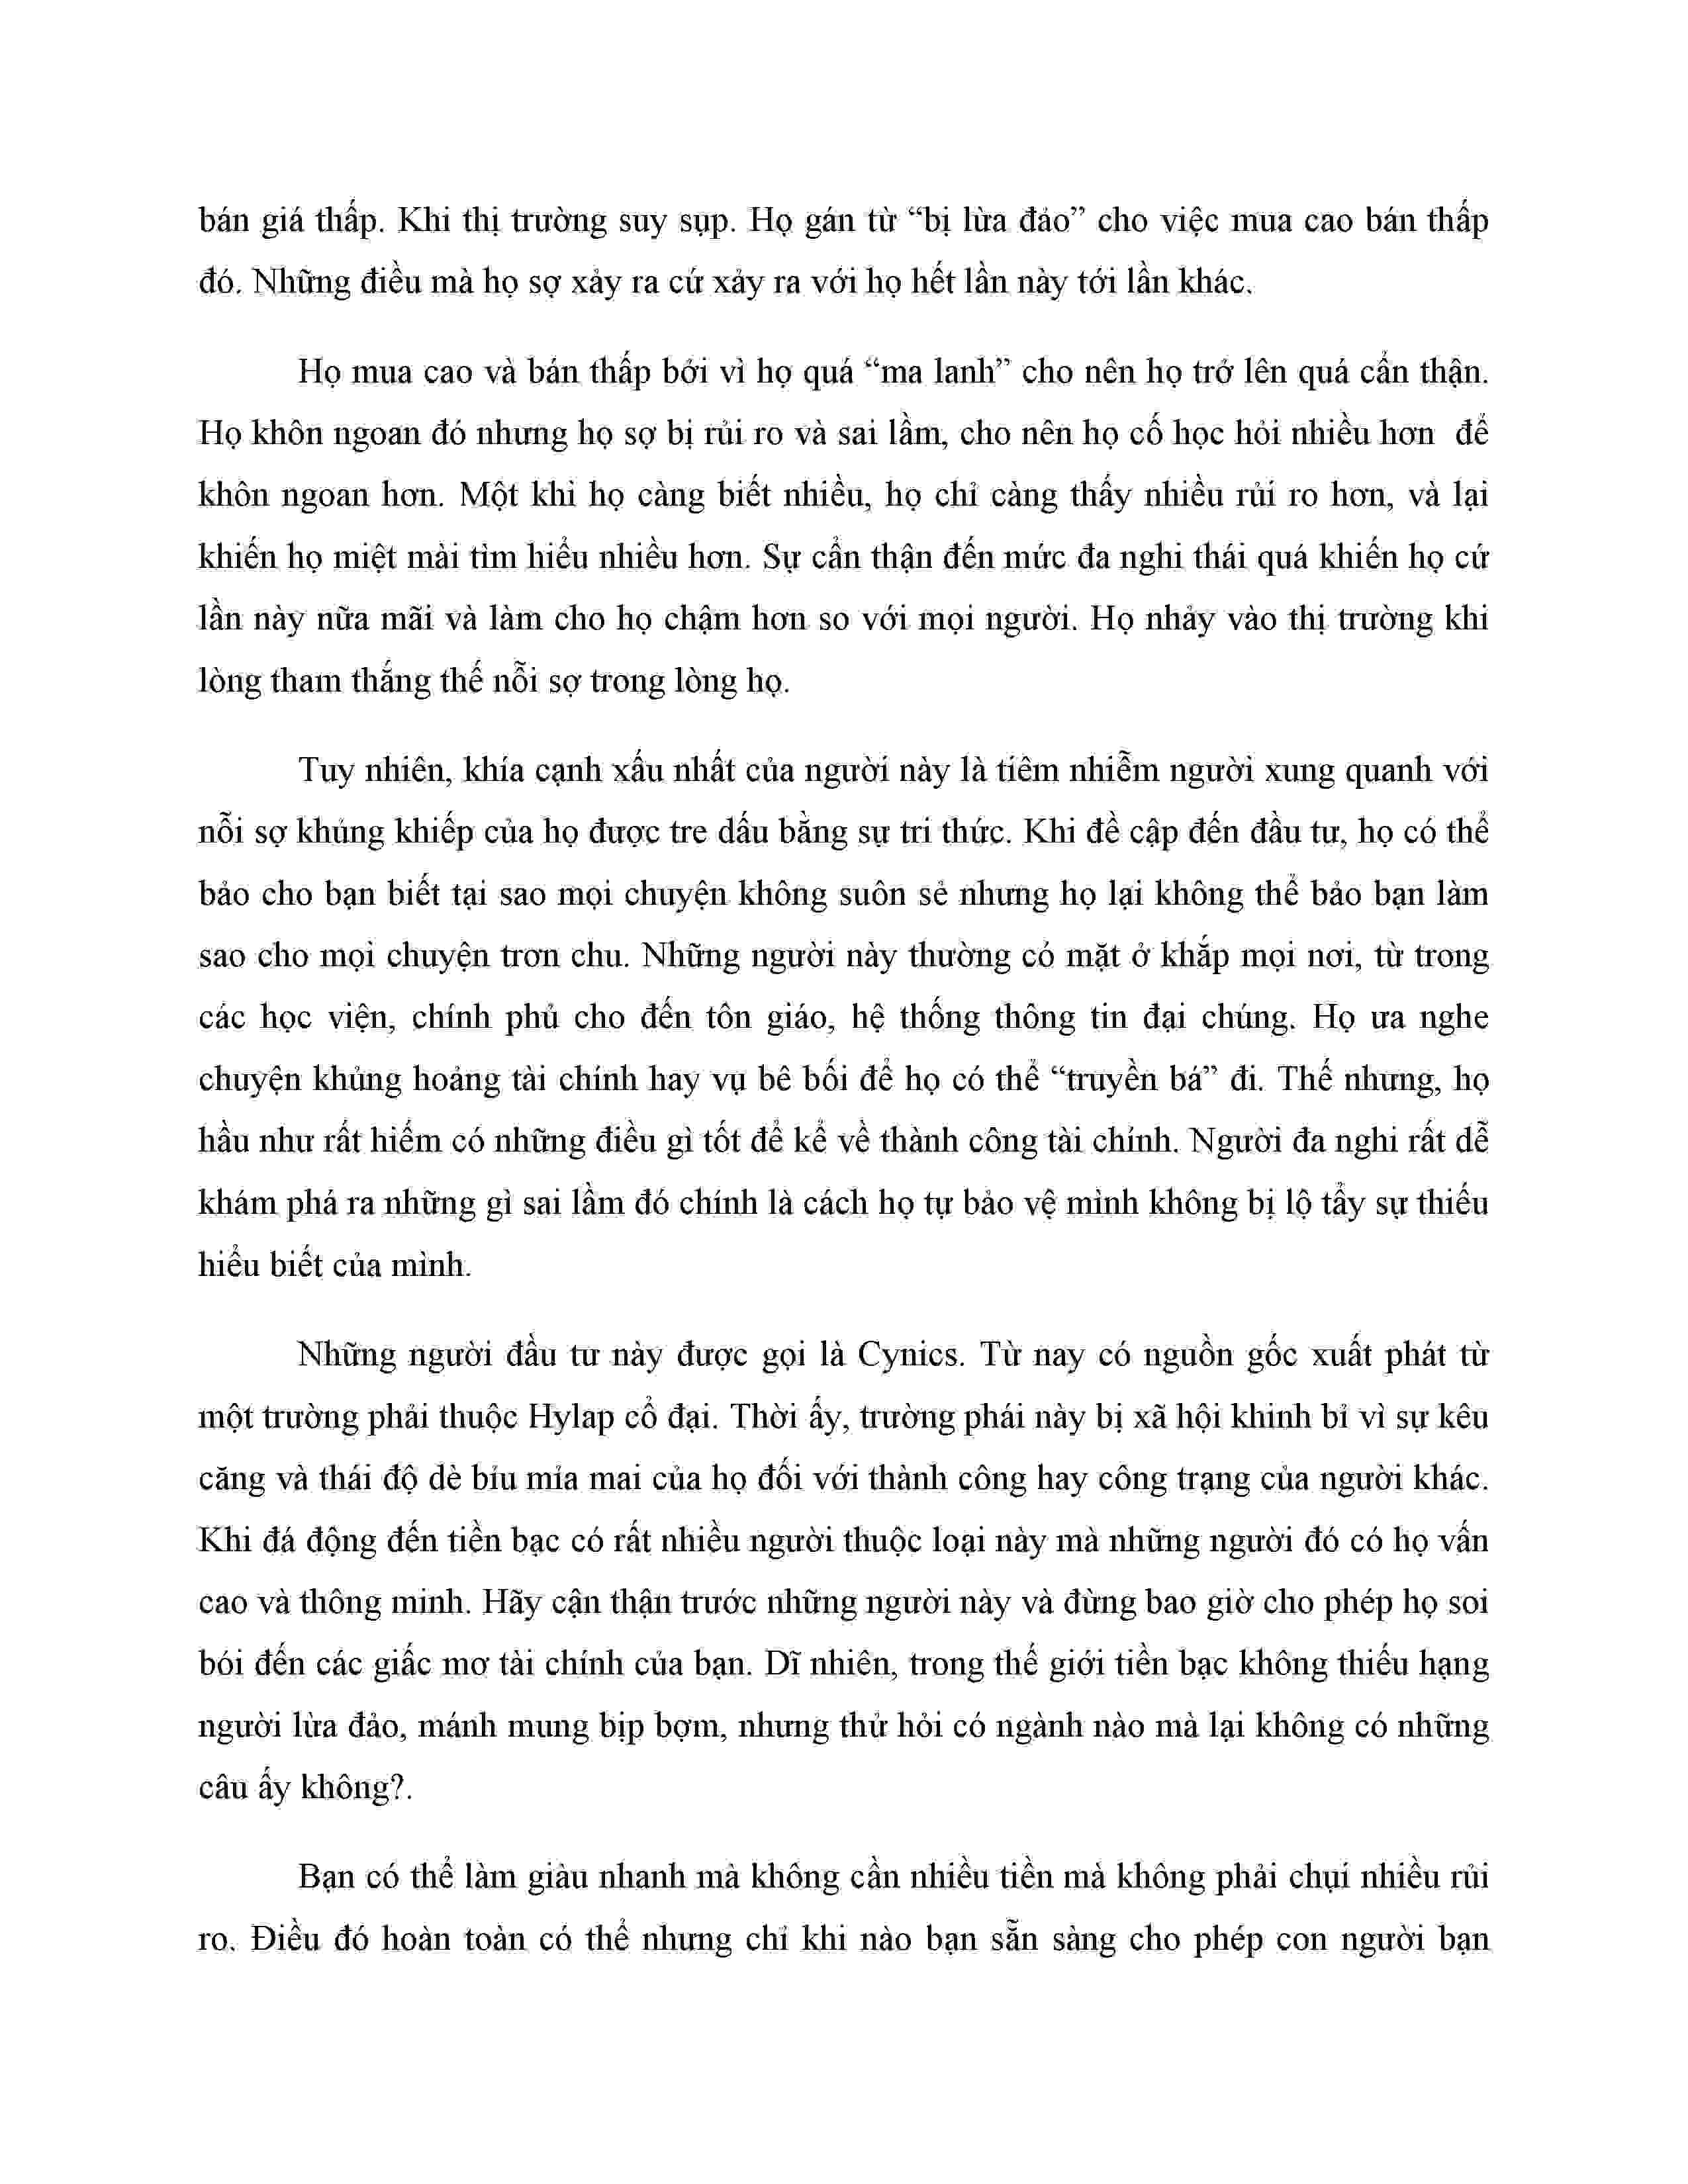 bán giá thấp. Khi thị trường suy sụp. Họ gán từ “bị lừa đảo” cho việc mua cao bán thấp
đó. Những điều mà họ sợ xảy ra cứ xảy ra với họ hết lần này tới lần khác.
Họ mua cao và bán thấp bởi vì họ quá “ma lanh” cho nên họ trở lên quá cẩn thận.
Họ khôn ngoan đó nhưng họ sợ bị rủi ro và sai lầm, cho nên họ cố học hỏi nhiều hơn để
khôn ngoan hơn. Một khi họ càng biết nhiều, họ chỉ càng thấy nhiều rủi ro hơn, và lại
khiến họ miệt mài tìm hiểu nhiều hơn. Sự cẩn thận đến mức đa nghi thái quá khiến họ cứ
lần này nữa mãi và làm cho họ chậm hơn so với mọi người. Họ nhảy vào thị trường khi
lòng tham thắng thế nỗi sợ trong lòng họ.
Tuy nhiên, khía cạnh xấu nhất của người này là tiêm nhiễm người xung quanh với
nỗi sợ khủng khiếp của họ được tre dấu bằng sự tri thức. Khi đề cập đến đầu tư, họ có thể
bảo cho bạn biết tại sao mọi chuyện không suôn sẻ nhưng họ lại không thể bảo bạn làm
sao cho mọi chuyện trơn chu. Những người này thường có mặt ở khắp mọi nơi, từ trong
các học viện, chính phủ cho đến tôn giáo, hệ thống thông tin đại chúng. Họ ưa nghe
chuyện khủng hoảng tài chính hay vụ bê bối để họ có thể “truyền bá” đi. Thế nhưng, họ
hầu như rất hiếm có những điều gì tốt để kể về thành công tài chính. Người đa nghi rất dễ
khám phá ra những gì sai lầm đó chính là cách họ tự bảo vệ mình không bị lộ tẩy sự thiếu
hiểu biết của mình.
Những người đầu tư này được gọi là Cynics. Từ nay có nguồn gốc xuất phát từ
một trường phải thuộc Hylap cổ đại. Thời ấy, trường phái này bị xã hội khinh bỉ vì sự kêu
căng và thái độ dè bỉu mỉa mai của họ đối với thành công hay công trạng của người khác.
Khi đá động đến tiền bạc có rất nhiều người thuộc loại này mà những người đó có họ vấn
cao và thông minh. Hãy cận thận trước những người này và đừng bao giờ cho phép họ soi
bói đến các giấc mơ tài chính của bạn. Dĩ nhiên, trong thế giới tiền bạc không thiếu hạng
người lừa đảo, mánh mung bịp bợm, nhưng thử hỏi có ngành nào mà lại không có những
câu ấy không?.
Bạn có thể làm giàu nhanh mà không cần nhiều tiền mà không phải chụi nhiều rủi
ro. Điều đó hoàn toàn có thể nhưng chỉ khi nào bạn sẵn sàng cho phép con người bạn